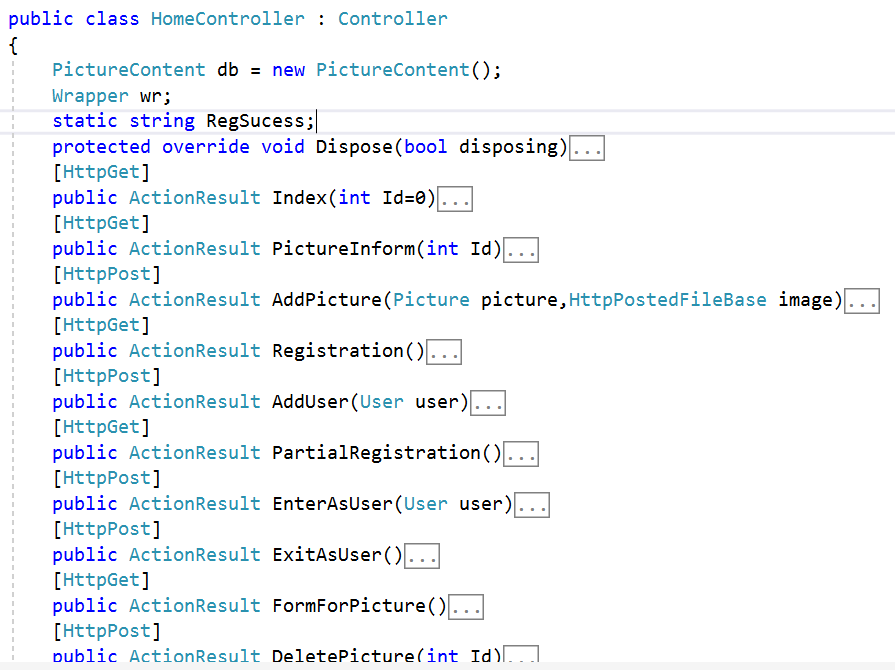 public class HomeController : Controller
{
PictureContent db = new PictureContent();
Wrapper wr;
static string RegSucess;
protected override void Dispose(bool disposing)...
[HttpGet]
public ActionResult Index(int Id=0)...
[HttpGet]
public ActionResult PictureInform(int Id)...
[HttpPost]
public ActionResult AddPicture(Picture picture,HttpPostedFileBase image)...
[HttpGet]
public ActionResult Registration()...
[HttpPost]
public ActionResult AddUser(User user)...
[HttpGet]
public ActionResult PartialRegistration()...
[HttpPost]
public ActionResult EnterAsUser(User user)...
[HttpPost]
public ActionResult ExitAsUser()...
[HttpGet]
public ActionResult FormForPicture()...
[HttpPost]
public ActionResult DeletePicture(int Id)...